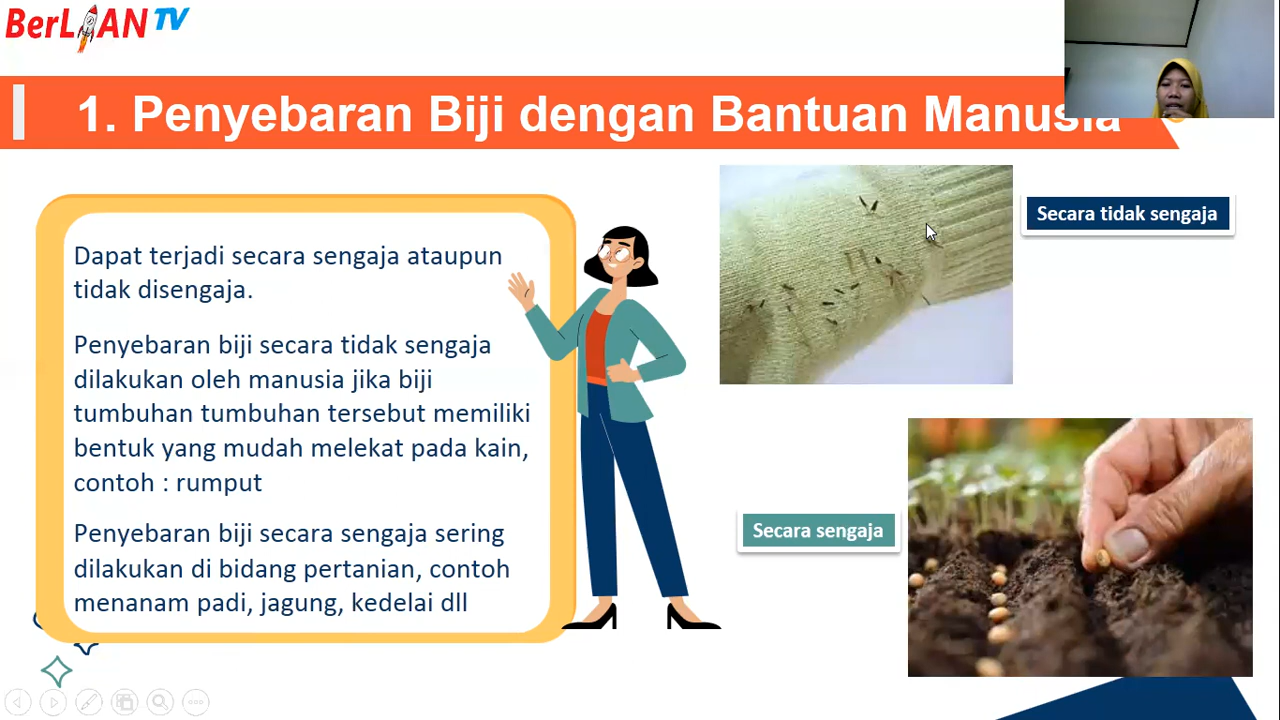 BerLIAN TV
1. Penyebaran Biji dengan Bantuan Manusia
Dapat terjadi secara sengaja ataupun
tidak disengaja.
Penyebaran biji secara tidak sengaja
dilakukan oleh manusia jika biji
tumbuhan tumbuhan tersebut memiliki
bentuk yang mudah melekat pada kain,
contoh : rumput
Penyebaran biji secara sengaja sering
dilakukan di bidang pertanian, contoh
menanam padi, jagung, kedelai dll
Secara tidak sengaja
Secara sengaja